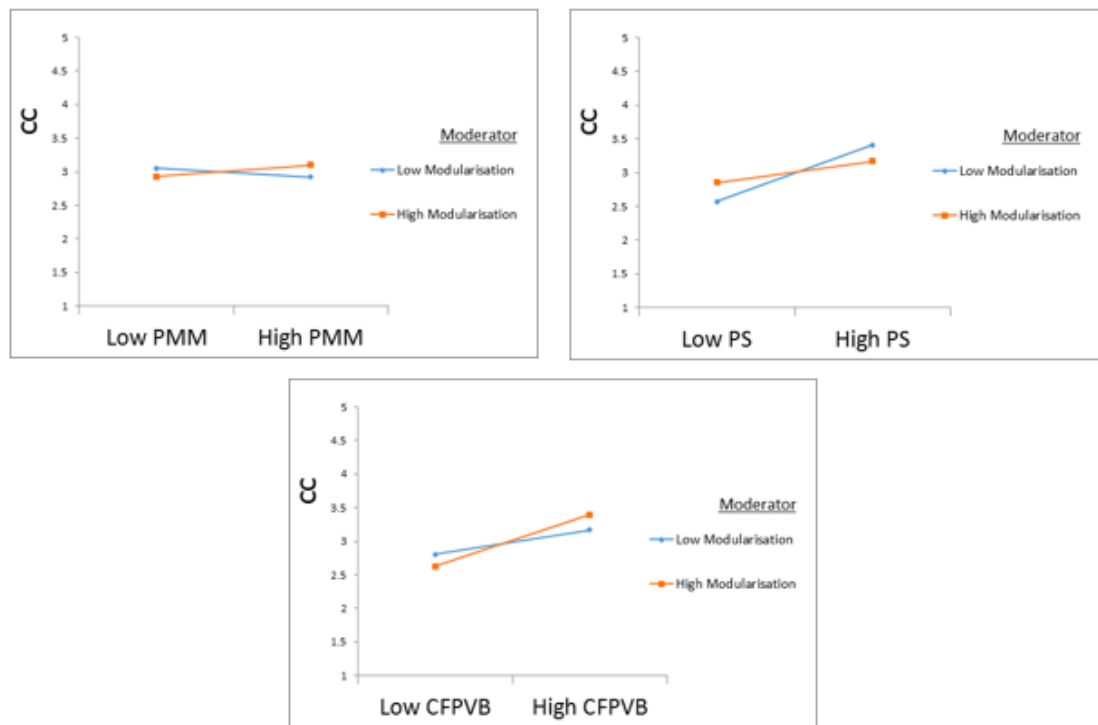 5
4.5
4
3.5
3
2.5
2
1.5
1
CC
Low PMM High PMM
Moderator
Low Modularisation
High Modularisation
5
4.5
4
3.5
3
2.5
2
1.5
1
CC
Low PS High PS
Moderator
Low Modularisation
High Modularisation
5
4.5
4
3.5
3
2.5
2
1.5
1
CC
Low CFPVB High CFPVB
Moderator
Low Modularisation
High Modularisation